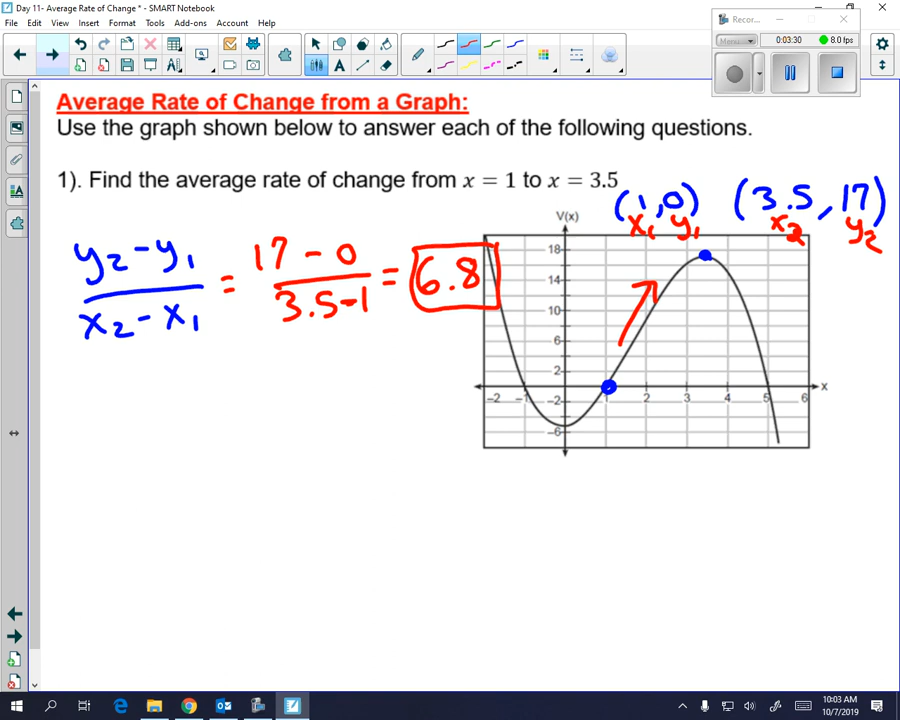 Day 11- Average Rate of Change * - SMART Notebook
File Edit View Insert Format Tools Add-ons Account Help
Recor...
Menu 0:03:30 8.0 fps
Average Rate of Change from a Graph:
Use the graph shown below to answer each of the following questions.
1). Find the average rate of change from x = 1 to x = 3.5
(1,0) (3.5,17)
x₁ y₁ x₂ y₂
y₂-y₁ / x₂-x₁ = 17-0 / 3.5-1 = 6.8
V(x)
18
14
10
6
2
-2 -1 1 2 3 4 5 6 x
-2
-6
10:03 AM
10/7/2019